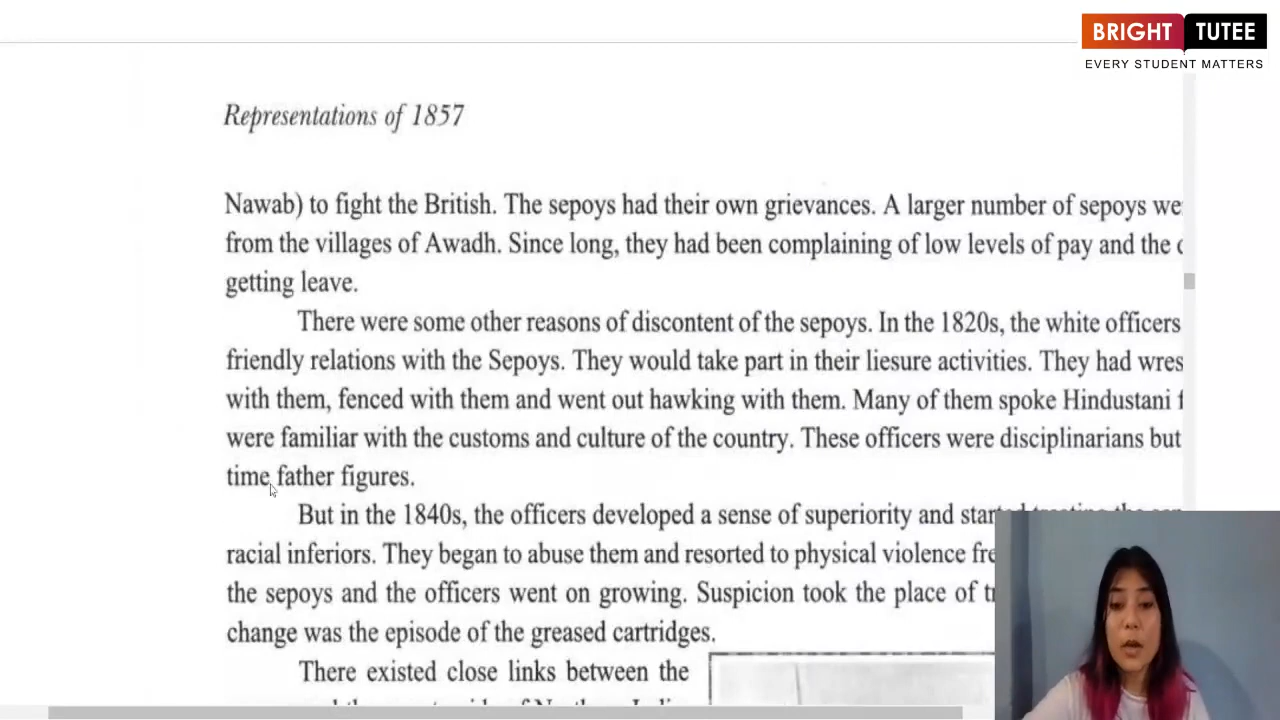 BRIGHT TUTEE
EVERY STUDENT MATTERS
Representations of 1857
Nawab) to fight the British. The sepoys had their own grievances. A larger number of sepoys
from the villages of Awadh. Since long, they had been complaining of low levels of pay and the
getting leave.
There were some other reasons of discontent of the sepoys. In the 1820s, the white officers
friendly relations with the Sepoys. They would take part in their liesure activities. They had
with them, fenced with them and went out hawking with them. Many of them spoke Hindustani
were familiar with the customs and culture of the country. These officers were disciplinarians but
time father figures.
But in the 1840s, the officers developed a sense of superiority and
racial inferiors. They began to abuse them and resorted to physical violence
the sepoys and the officers went on growing. Suspicion took the place of
change was the episode of the greased cartridges.
There existed close links between the